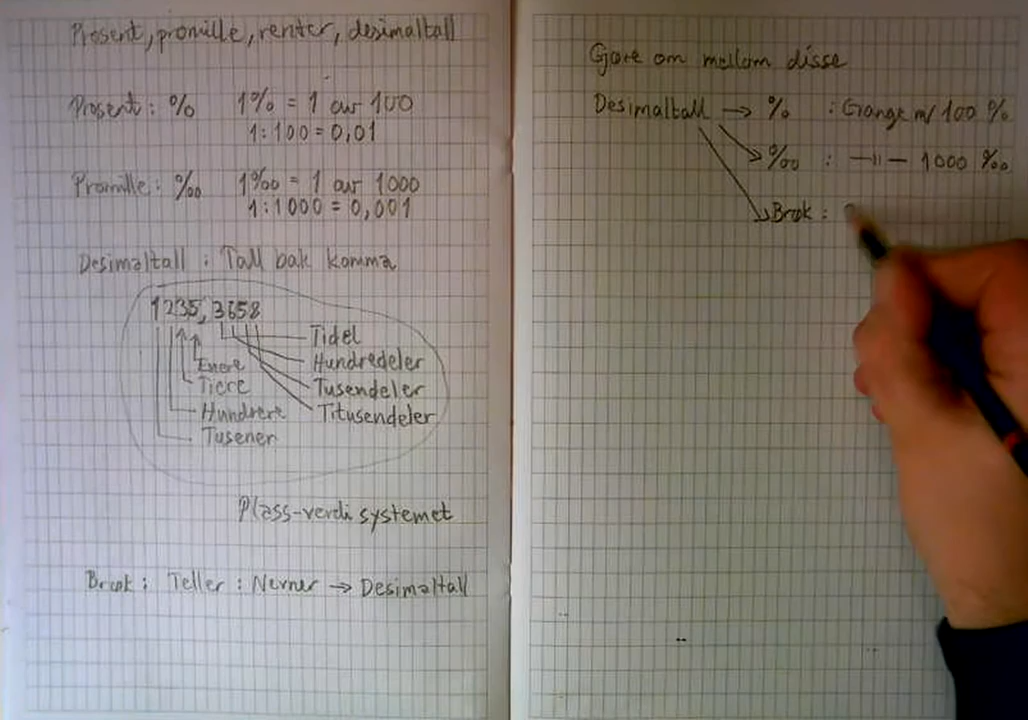 Prosent, promille, renter, desimaltall
Prosent: % 1% = 1 av 100
1:100 = 0,01
Promille: ‰ 1‰ = 1 av 1000
1:1000 = 0,001
Desimaltall : Tall bak komma
1235,3658
Tidel
Enere Hundredeler
Tiere Tusendeler
Hundrere Titusendeler
Tusener
Plass-verdi systemet
Brøk: Teller : Nevner → Desimaltall
Gjøre om mellom disse
Desimaltall → % : Gange m/ 100 %
‰ : —"— 1000 ‰
Brøk :